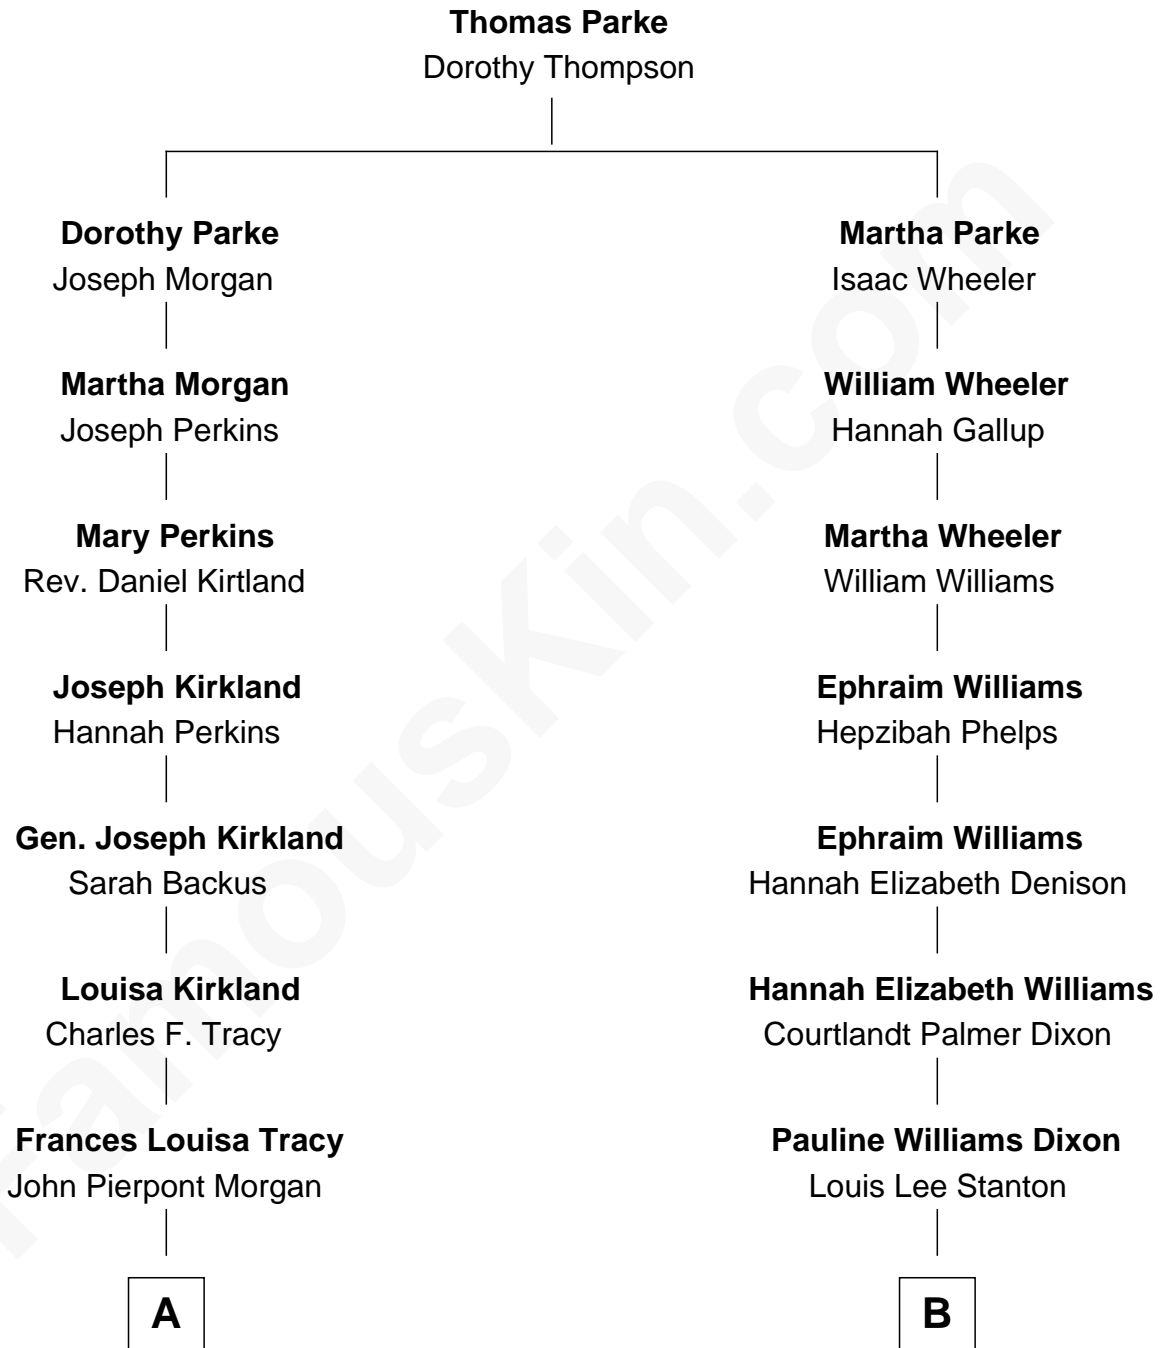 Thomas Parke
Dorothy Thompson
Dorothy Parke
Joseph Morgan
Martha Morgan
Joseph Perkins
Mary Perkins
Rev. Daniel Kirtland
Joseph Kirkland
Hannah Perkins
Gen. Joseph Kirkland
Sarah Backus
Louisa Kirkland
Charles F. Tracy
Frances Louisa Tracy
John Pierpont Morgan
A
Martha Parke
Isaac Wheeler
William Wheeler
Hannah Gallup
Martha Wheeler
William Williams
Ephraim Williams
Hepzibah Phelps
Ephraim Williams
Hannah Elizabeth Denison
Hannah Elizabeth Williams
Courtlandt Palmer Dixon
Pauline Williams Dixon
Louis Lee Stanton
B
FamousKin.com